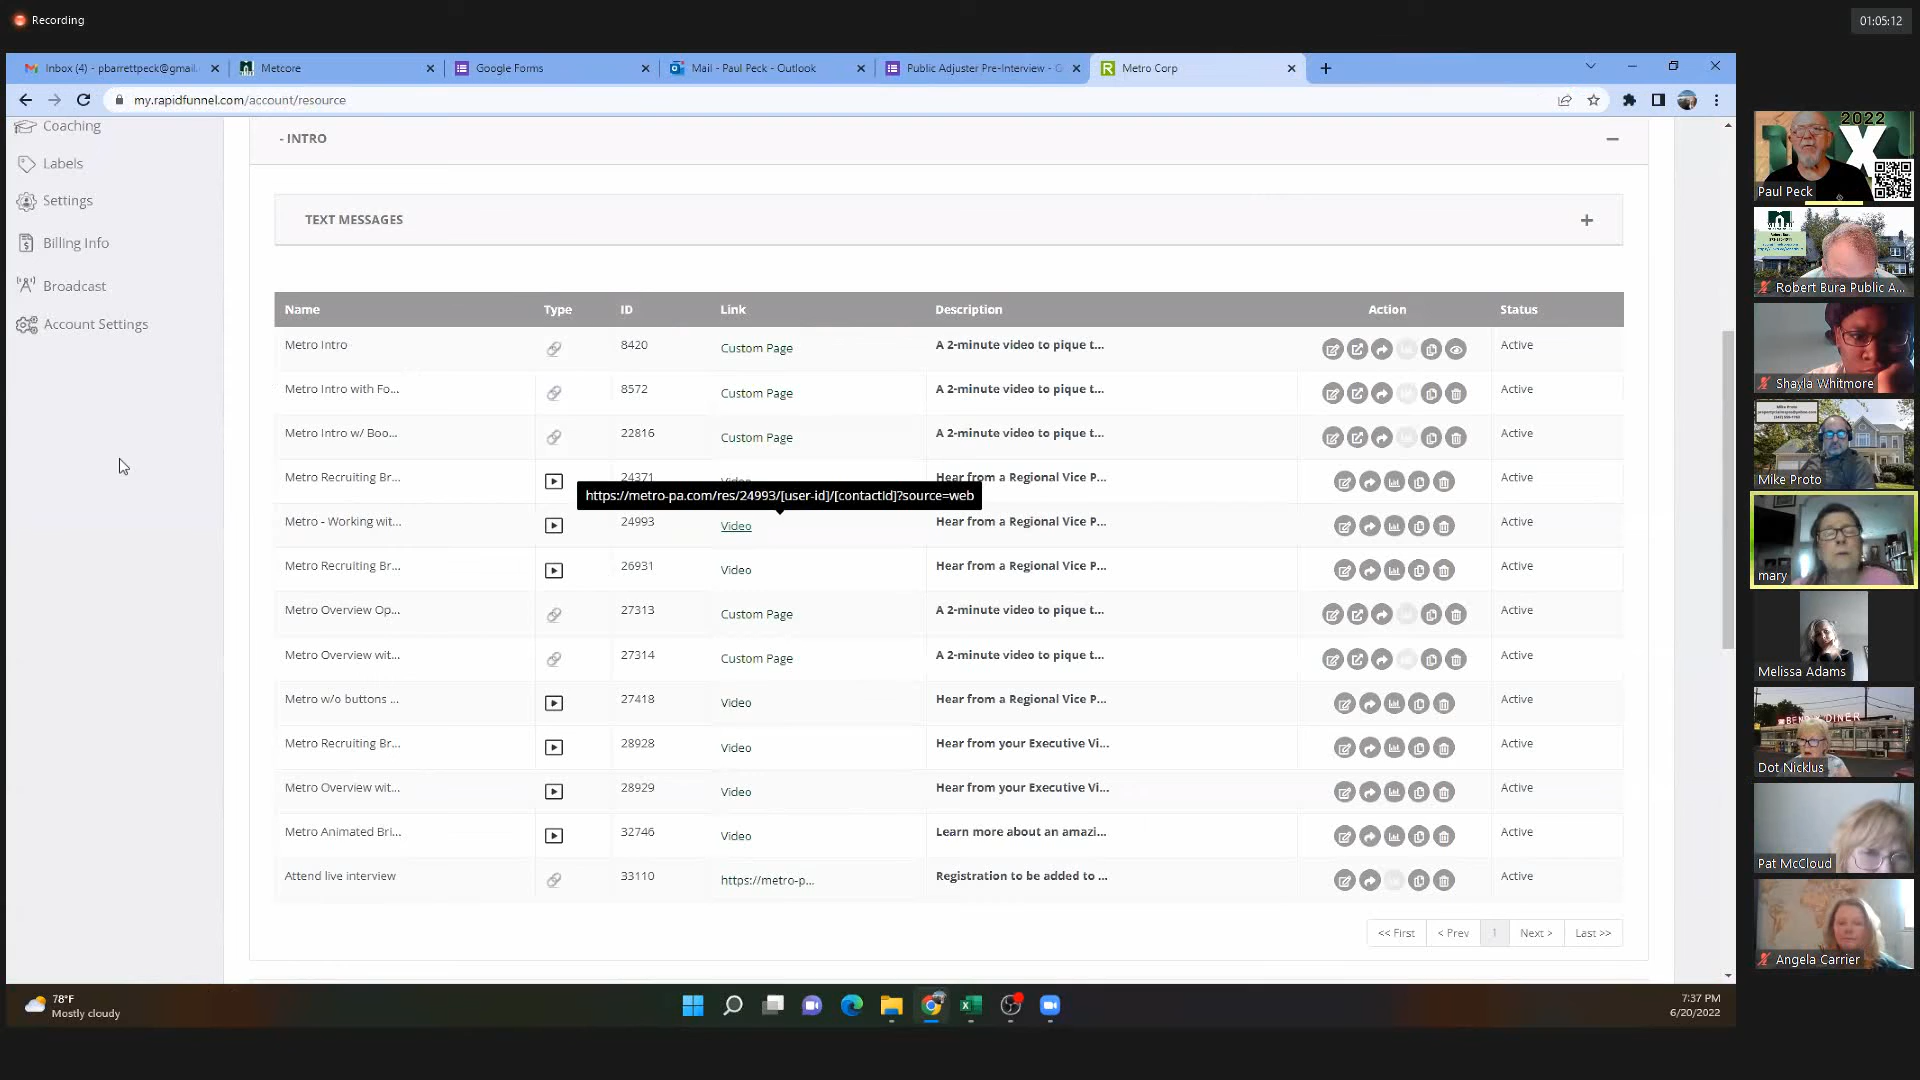 Recording
01:05:12
Inbox (4) - pbarrettpeck@gmail.
Metcore
Google Forms
Mail - Paul Peck - Outlook
Public Adjuster Pre-Interview - G
Metro Corp
my.rapidfunnel.com/account/resource
Coaching
Labels
Settings
Billing Info
Broadcast
Account Settings
- INTRO
TEXT MESSAGES
Name Type ID Link Description Action Status
Metro Intro 8420 Custom Page A 2-minute video to pique t... Active
Metro Intro with Fo... 8572 Custom Page A 2-minute video to pique t... Active
Metro Intro w/ Boo... 22816 Custom Page A 2-minute video to pique t... Active
Metro Recruiting Br... 24371 Video Hear from a Regional Vice P... Active
https://metro-pa.com/res/24993/[user-id]/[contactId]?source=web
Metro - Working wit... 24993 Video Hear from a Regional Vice P... Active
Metro Recruiting Br... 26931 Video Hear from a Regional Vice P... Active
Metro Overview Op... 27313 Custom Page A 2-minute video to pique t... Active
Metro Overview wit... 27314 Custom Page A 2-minute video to pique t... Active
Metro w/o buttons ... 27418 Video Hear from a Regional Vice P... Active
Metro Recruiting Br... 28928 Video Hear from your Executive Vi... Active
Metro Overview wit... 28929 Video Hear from your Executive Vi... Active
Metro Animated Bri... 32746 Video Learn more about an amazi... Active
Attend live interview 33110 https://metro-p... Registration to be added to ... Active
<< First < Prev 1 Next > Last >>
78°F
Mostly cloudy
7:37 PM
6/20/2022
2022
X
Paul Peck
Robert Bura Public A...
Shayla Whitmore
Mike Proto
Mike Proto
mary
Melissa Adams
BEND X DINER
Dot Nicklus
Pat McCloud
Angela Carrier